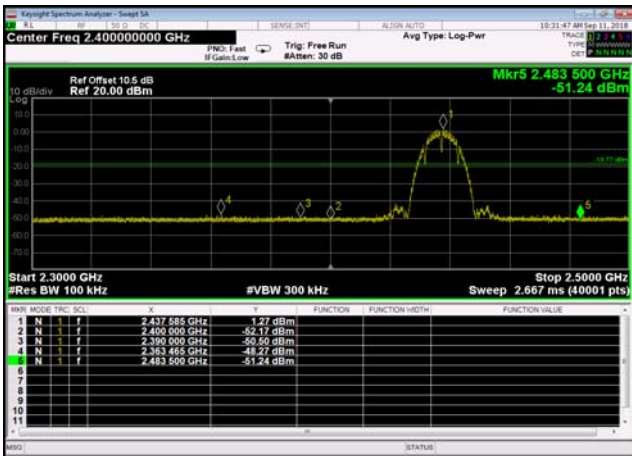 Keysight Spectrum Analyzer - Swept SA
RL RF 50 Ω DC SENSE:INT ALIGN AUTO 10:31:47 AM Sep 11, 2018
Center Freq 2.400000000 GHz Avg Type: Log-Pwr TRACE 1 2 3 4 5 6
PNO: Fast Trig: Free Run TYPE
IFGain:Low #Atten: 30 dB DET P N N N N N
Mkr5 2.483 500 GHz
-51.24 dBm
Ref Offset 10.5 dB
10 dB/div Ref 20.00 dBm
Log
10.0
0.00
-10.0
-20.0
-30.0
-40.0
-50.0
-60.0
-70.0
1
2
3
4
5
Start 2.3000 GHz Stop 2.5000 GHz
#Res BW 100 kHz #VBW 300 kHz Sweep 2.667 ms (40001 pts)
MKR MODE TRC SCL X Y FUNCTION FUNCTION WIDTH FUNCTION VALUE
1 N 1 f 2.437 585 GHz 1.27 dBm
2 N 1 f 2.400 000 GHz -52.17 dBm
3 N 1 f 2.390 000 GHz -50.50 dBm
4 N 1 f 2.363 465 GHz -48.27 dBm
5 N 1 f 2.483 500 GHz -51.24 dBm
6
7
8
9
10
11
MSG STATUS